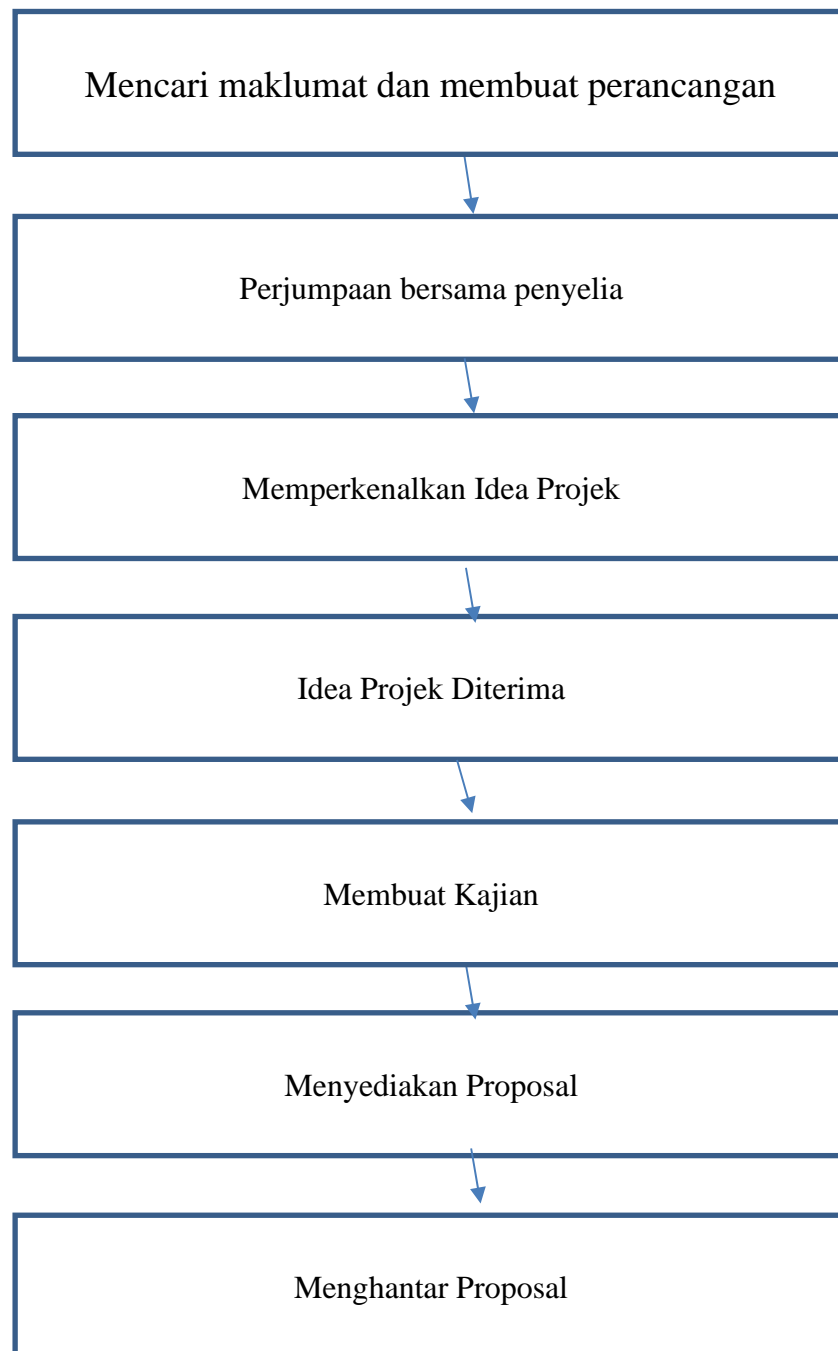 Mencari maklumat dan membuat perancangan
Perjumpaan bersama penyelia
Memperkenalkan Idea Projek
Idea Projek Diterima
Membuat Kajian
Menyediakan Proposal
Menghantar Proposal